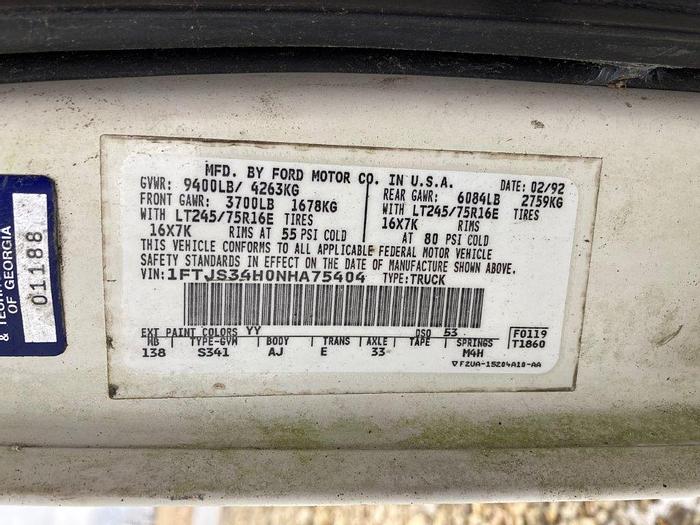 MFD. BY FORD MOTOR CO. IN U.S.A.
GVWR: 9400LB/ 4263KG DATE: 02/92
FRONT GAWR: 3700LB 1678KG REAR GAWR: 6084LB 2759KG
WITH LT245/75R16E TIRES WITH LT245/75R16E TIRES
16X7K RIMS AT 55 PSI COLD 16X7K RIMS AT 80 PSI COLD
THIS VEHICLE CONFORMS TO ALL APPLICABLE FEDERAL MOTOR VEHICLE
SAFETY STANDARDS IN EFFECT ON THE DATE OF MANUFACTURE SHOWN ABOVE.
VIN: 1FTJS34H0NHA75404 TYPE: TRUCK
EXT PAINT COLORS YY DSO 53 F0119
WB TYPE-GVM BODY TRANS AXLE TAPE SPRINGS T1860
138 S341 AJ E 33 M4H
F2UA-15204A10-AA
OF GEORGIA
01188